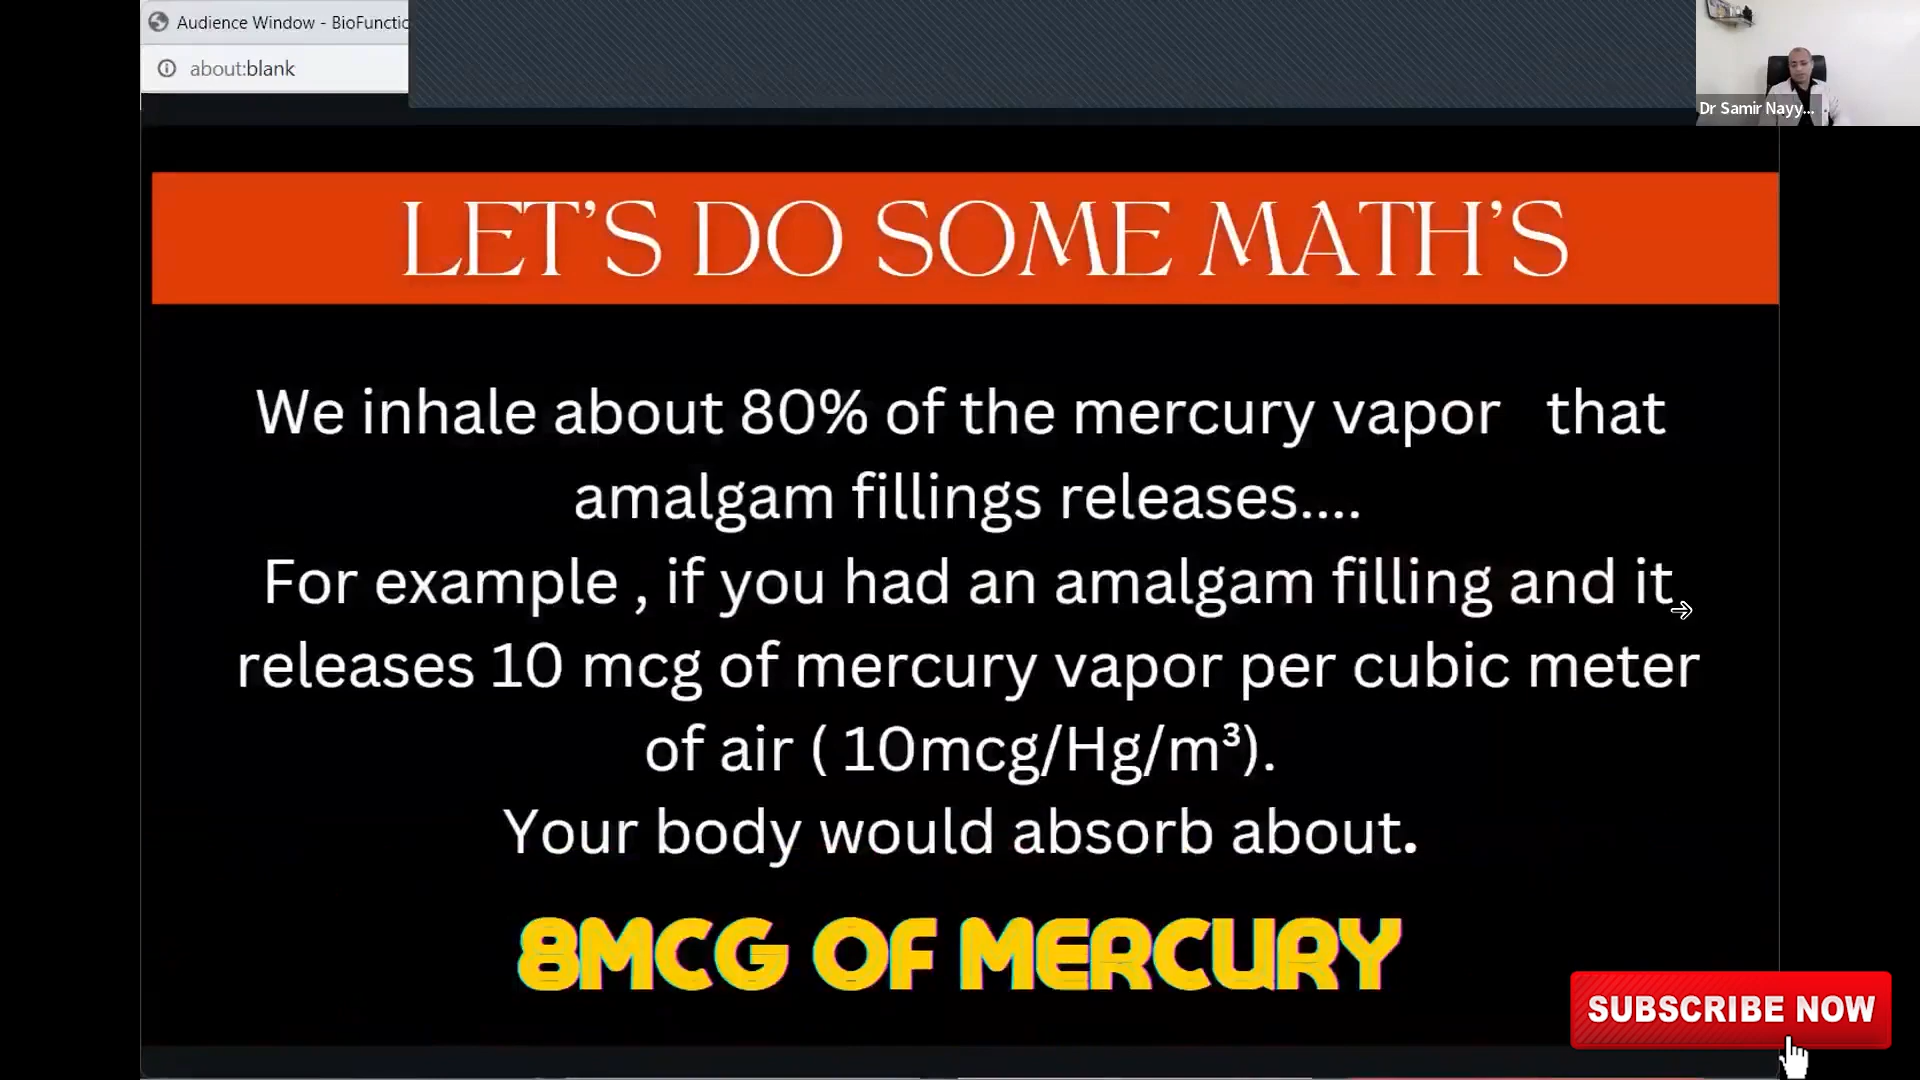 Audience Window - BioFunctio
about:blank
Dr Samir Nayy...
LET'S DO SOME MATH'S
We inhale about 80% of the mercury vapor that
amalgam fillings releases....
For example , if you had an amalgam filling and it
releases 10 mcg of mercury vapor per cubic meter
of air ( 10mcg/Hg/m³).
Your body would absorb about.
8MCG OF MERCURY
SUBSCRIBE NOW